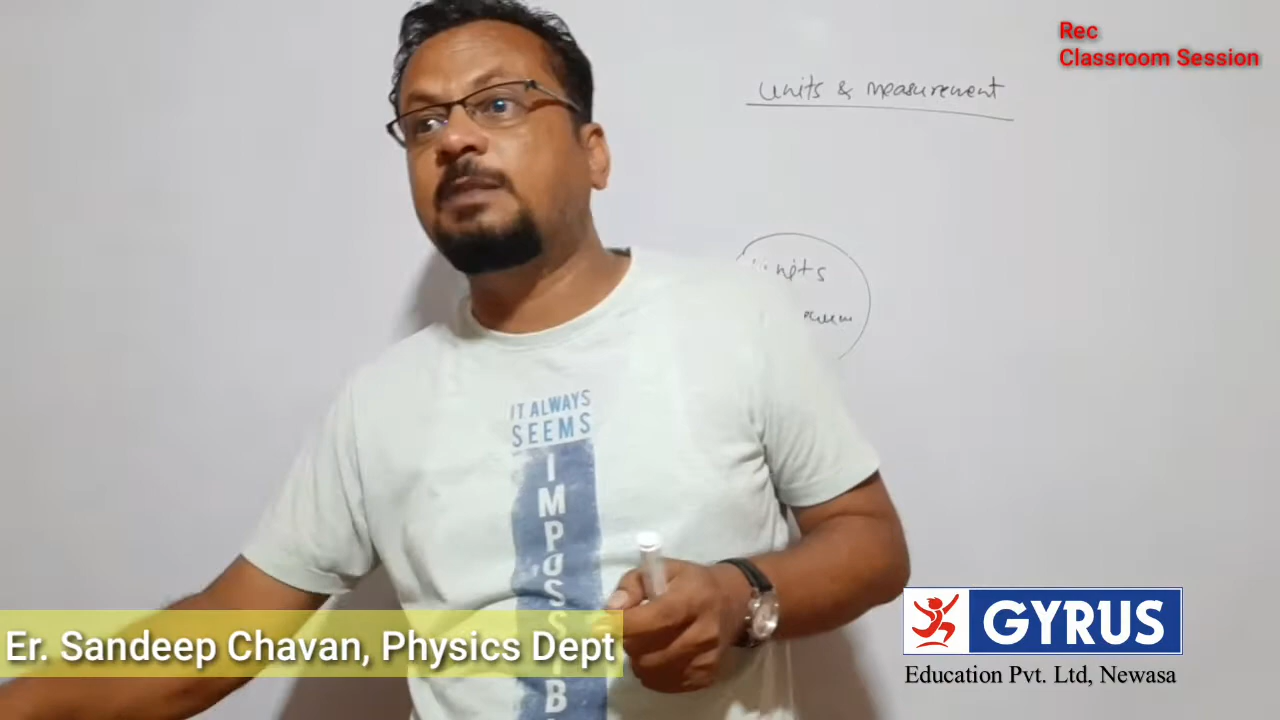 Rec
Classroom Session
Units & measurement
Units
IT ALWAYS
SEEMS
IMPOSSIB
Er. Sandeep Chavan, Physics Dept
GYRUS
Education Pvt. Ltd, Newasa